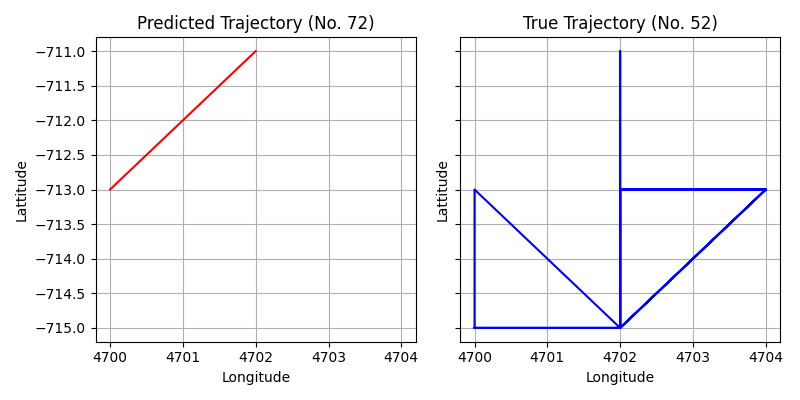 Predicted Trajectory (No. 72)
True Trajectory (No. 52)
−711.0
−711.5
−712.0
−712.5
−713.0
−713.5
−714.0
−714.5
−715.0
Lattitude
Lattitude
4700 4701 4702 4703 4704
4700 4701 4702 4703 4704
Longitude
Longitude